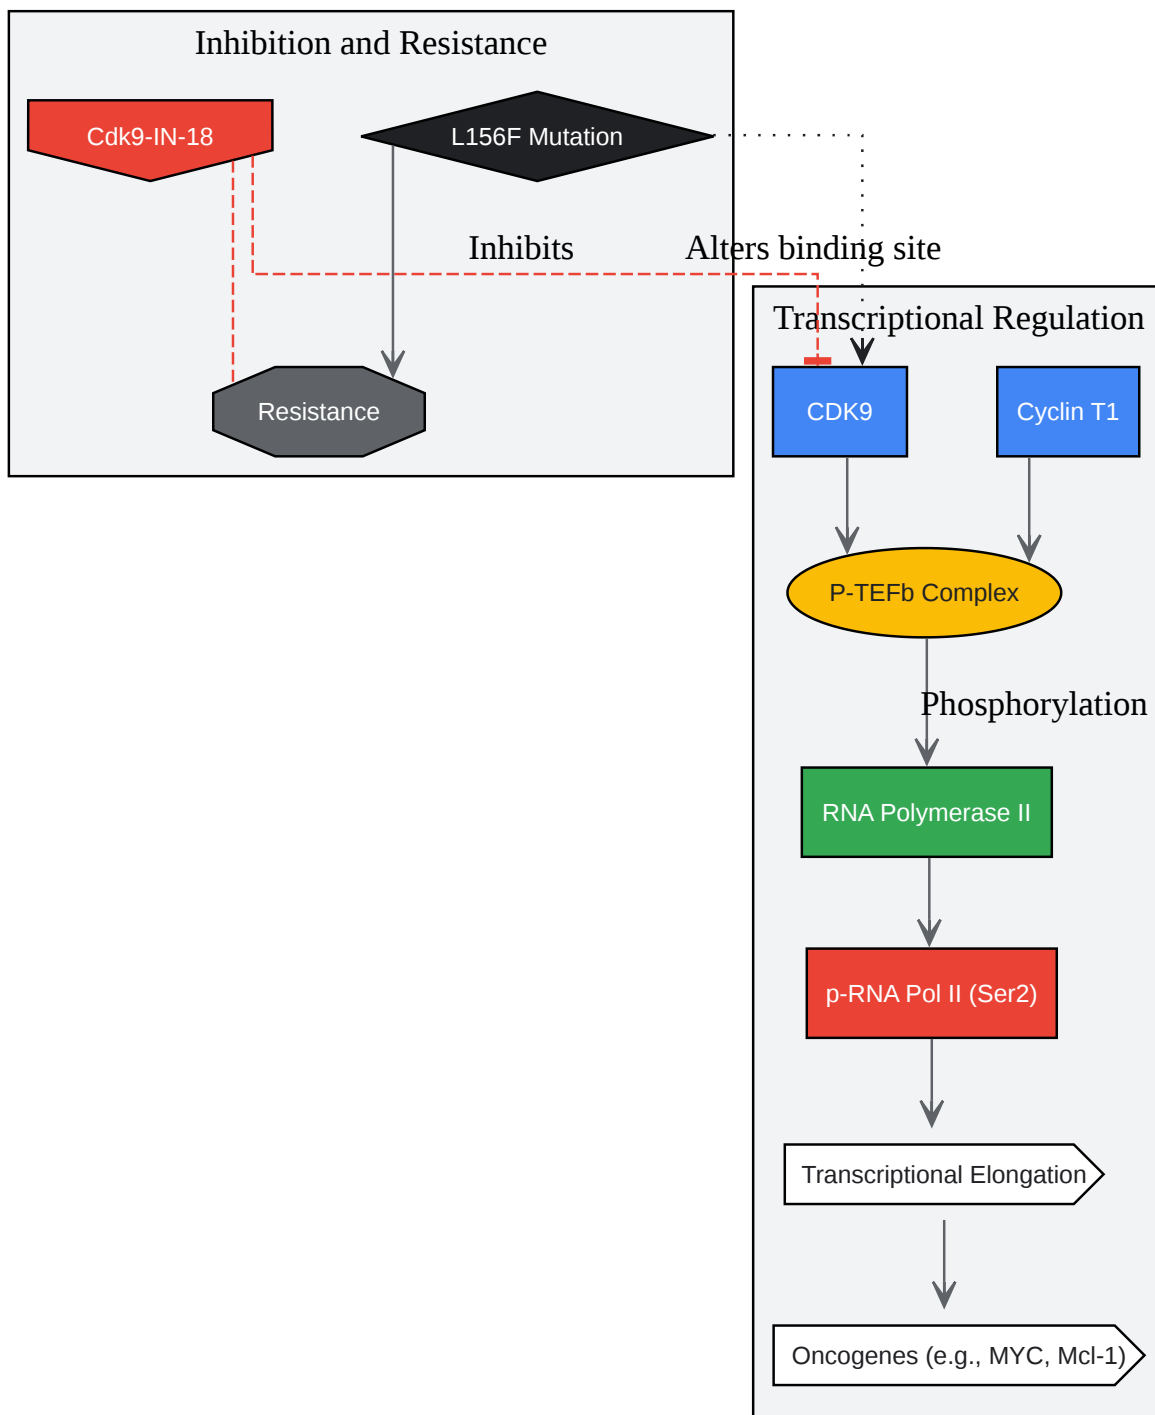 Inhibition and Resistance
Cdk9-IN-18
L156F Mutation
Inhibits
Alters binding site
Transcriptional Regulation
Resistance
CDK9
Cyclin T1
P-TEFb Complex
Phosphorylation
RNA Polymerase II
p-RNA Pol II (Ser2)
Transcriptional Elongation
Oncogenes (e.g., MYC, Mcl-1)